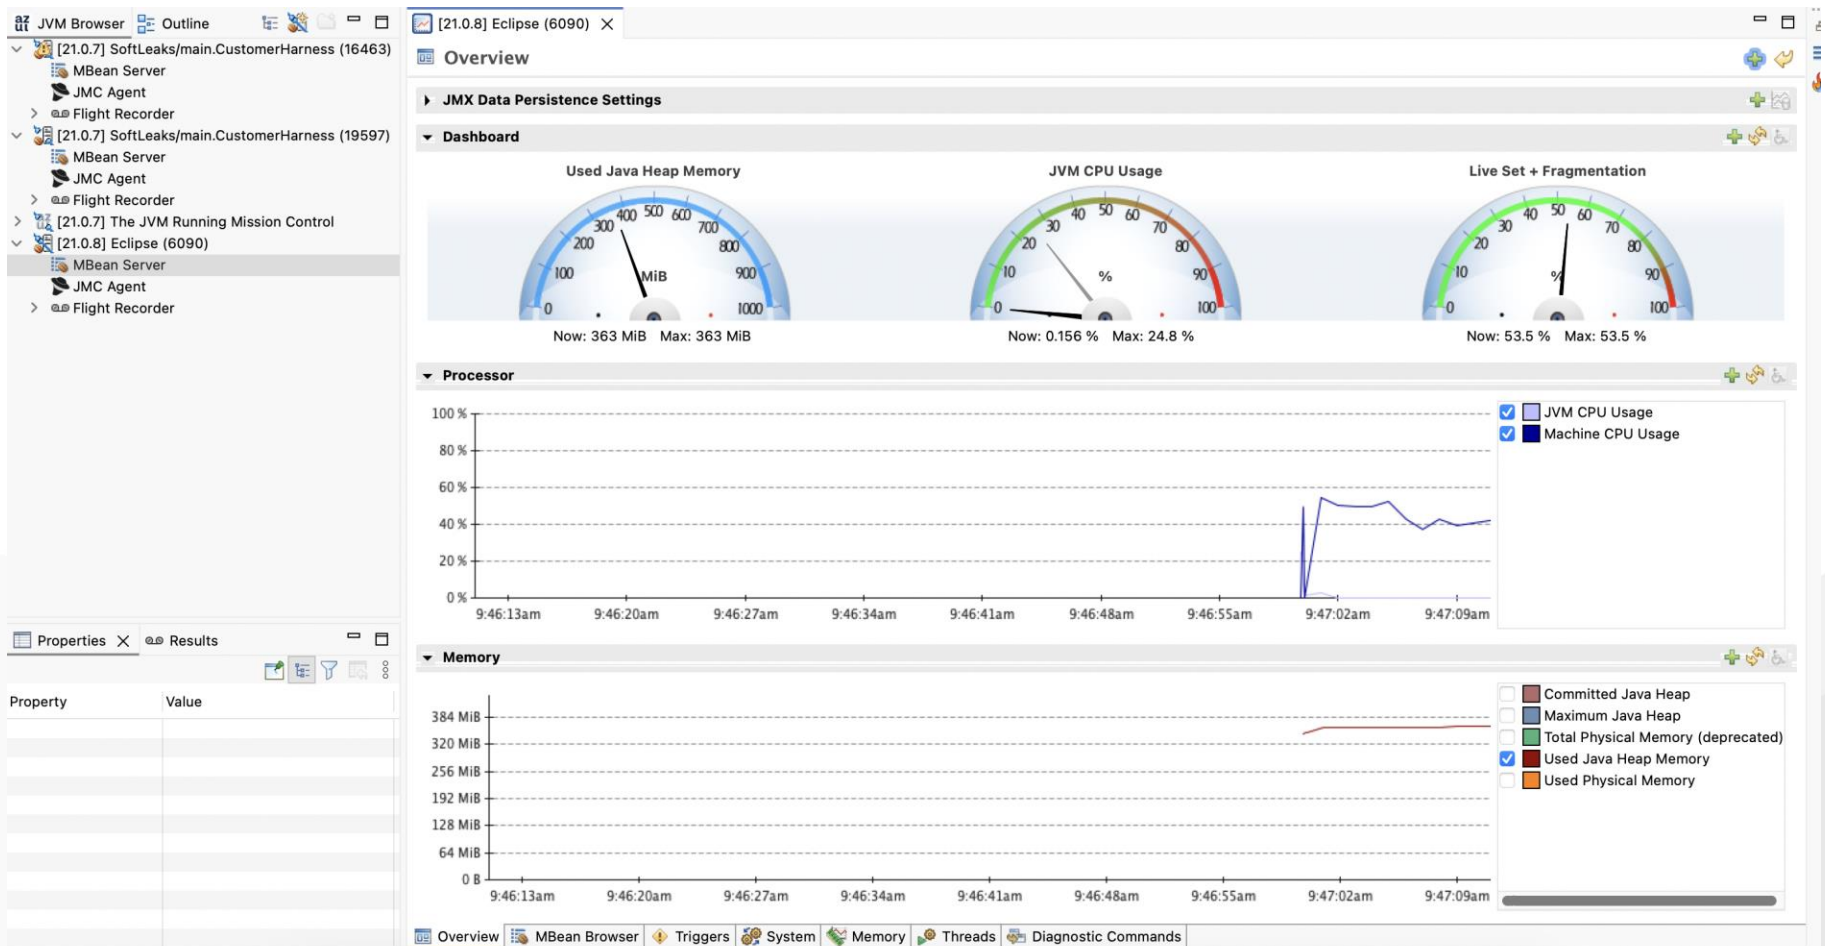 JVM Browser
Outline
[21.0.7] SoftLeaks/main.CustomerHarness (16463)
MBean Server
JMC Agent
Flight Recorder
[21.0.7] SoftLeaks/main.CustomerHarness (19597)
MBean Server
JMC Agent
Flight Recorder
[21.0.7] The JVM Running Mission Control
[21.0.8] Eclipse (6090)
MBean Server
JMC Agent
Flight Recorder
Properties
Results
Property Value
[21.0.8] Eclipse (6090)
Overview
JMX Data Persistence Settings
Dashboard
Used Java Heap Memory
0 100 200 300 400 500 600 700 800 900 1000
MiB
Now: 363 MiB Max: 363 MiB
JVM CPU Usage
0 10 20 30 40 50 60 70 80 90 100
%
Now: 0.156 % Max: 24.8 %
Live Set + Fragmentation
0 10 20 30 40 50 60 70 80 90 100
%
Now: 53.5 % Max: 53.5 %
Processor
100 %
80 %
60 %
40 %
20 %
0 %
9:46:13am 9:46:20am 9:46:27am 9:46:34am 9:46:41am 9:46:48am 9:46:55am 9:47:02am 9:47:09am
JVM CPU Usage
Machine CPU Usage
Memory
384 MiB
320 MiB
256 MiB
192 MiB
128 MiB
64 MiB
0 B
9:46:13am 9:46:20am 9:46:27am 9:46:34am 9:46:41am 9:46:48am 9:46:55am 9:47:02am 9:47:09am
Committed Java Heap
Maximum Java Heap
Total Physical Memory (deprecated)
Used Java Heap Memory
Used Physical Memory
Overview MBean Browser Triggers System Memory Threads Diagnostic Commands